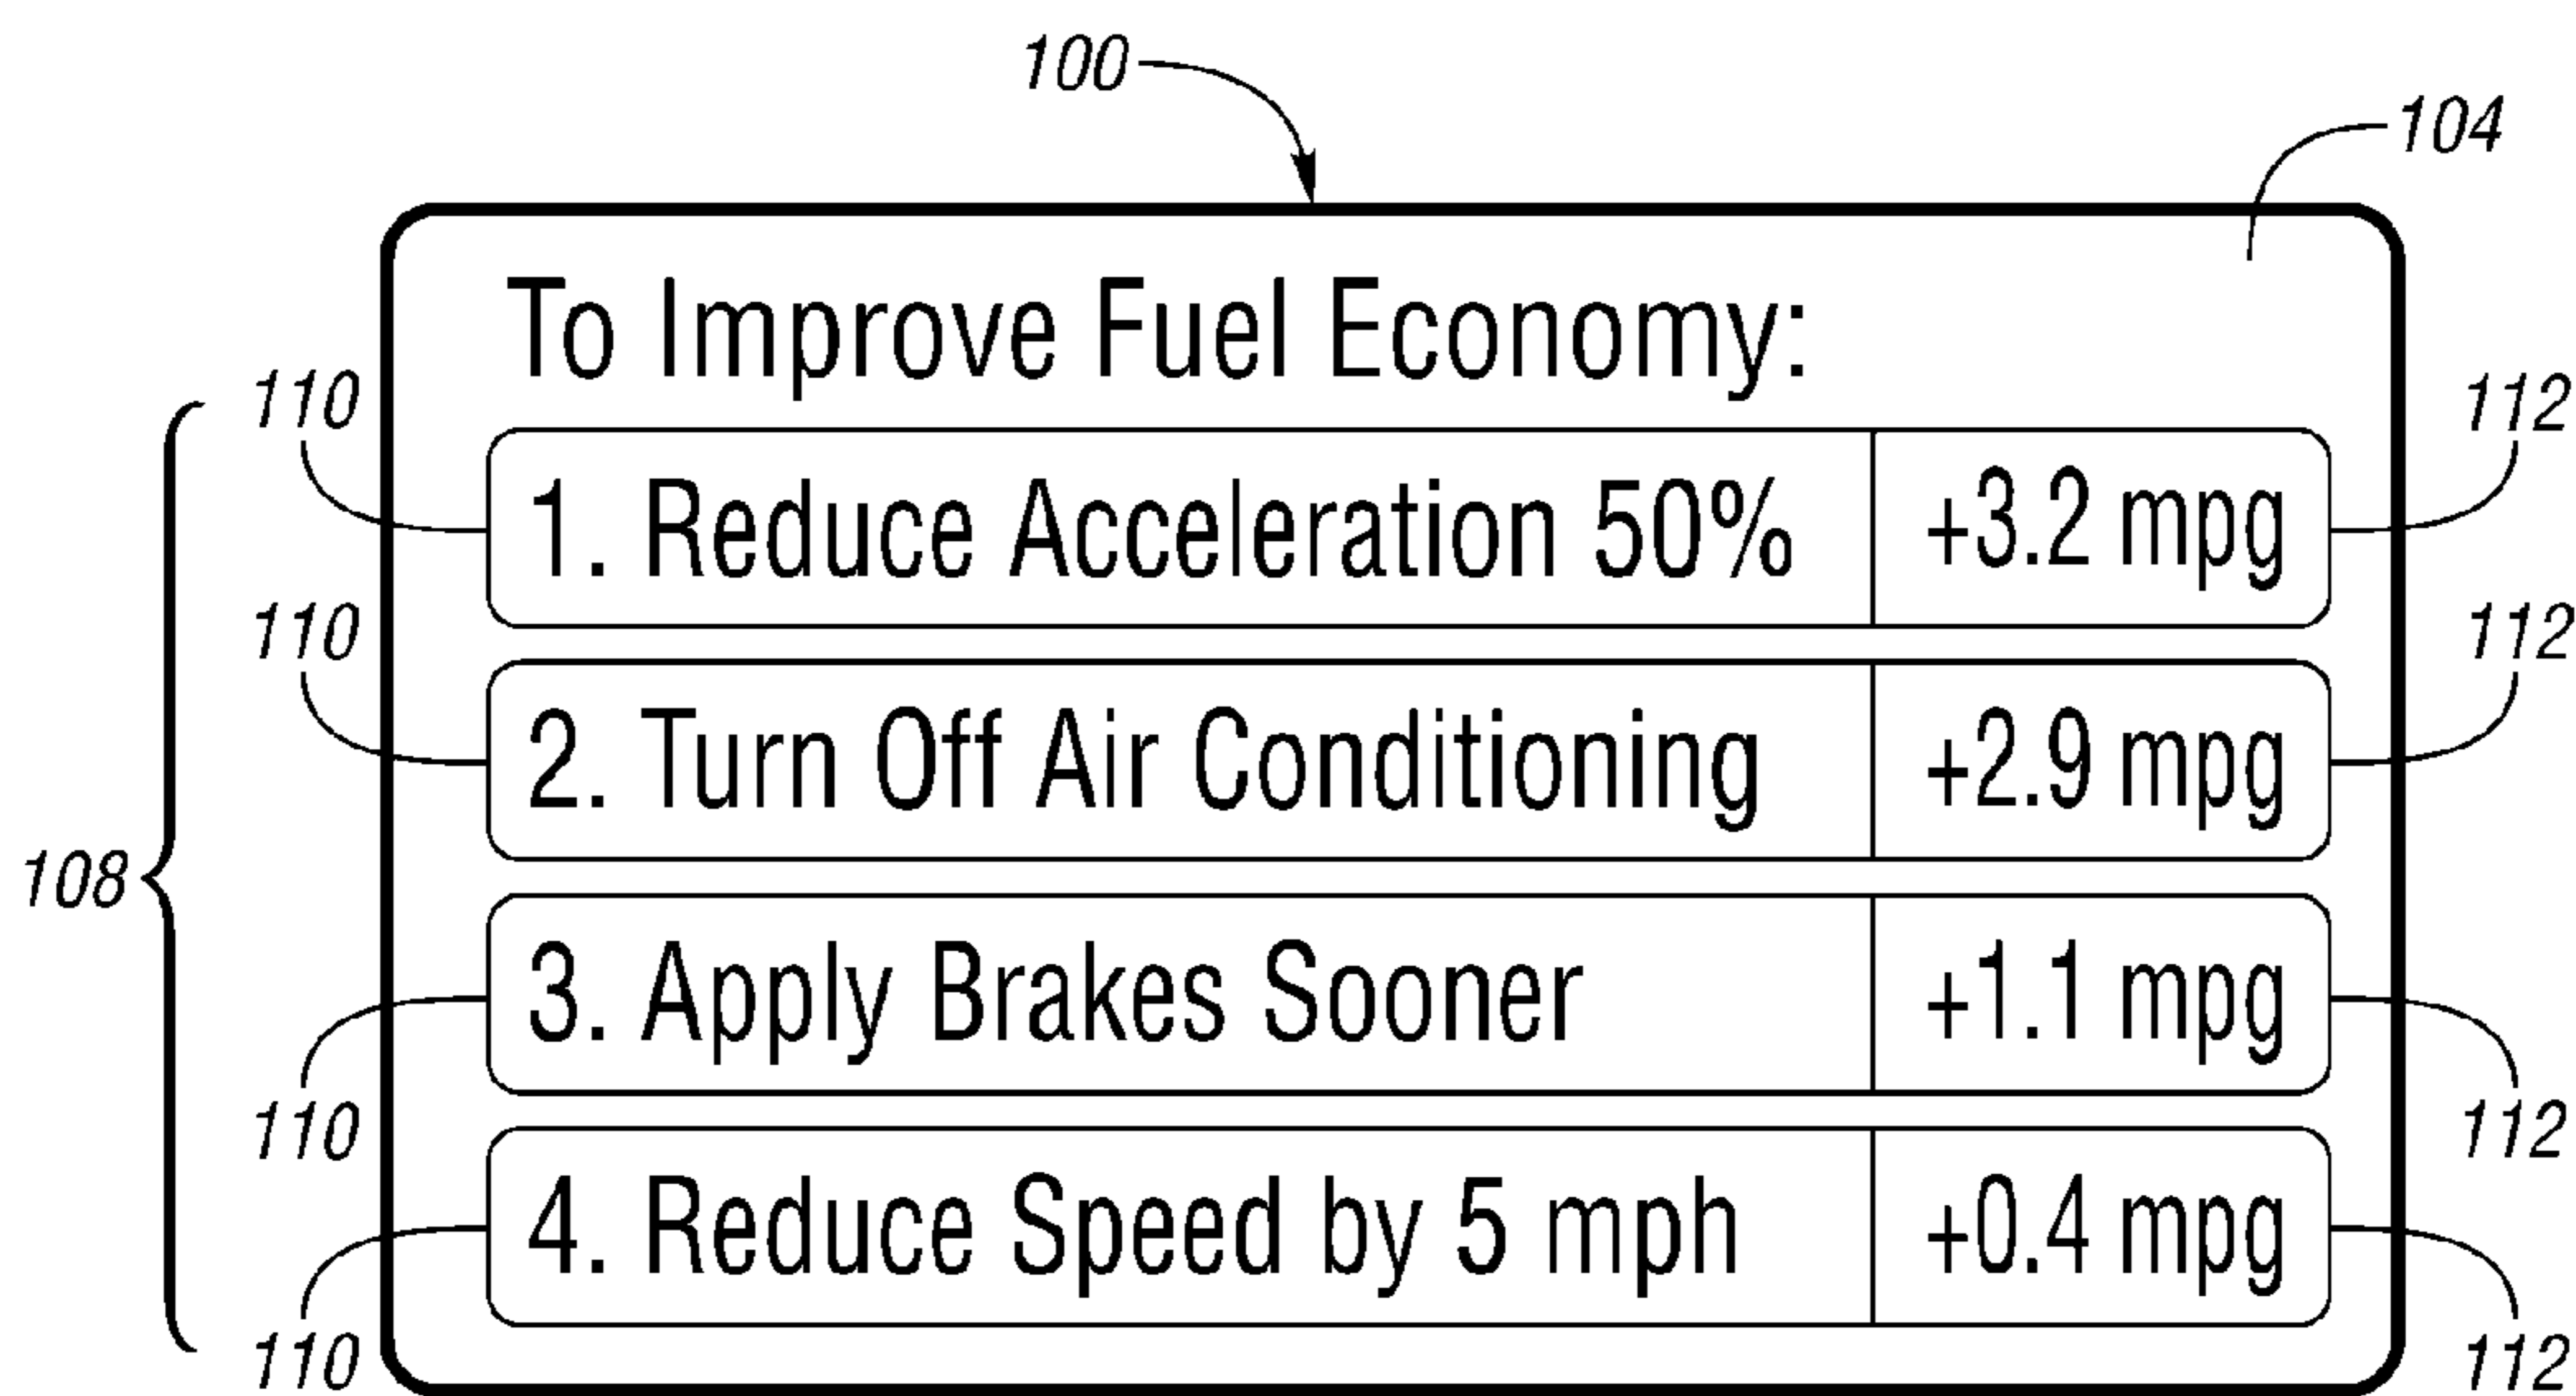 100
104
To Improve Fuel Economy:
110 112
1. Reduce Acceleration 50% +3.2 mpg
110 112
2. Turn Off Air Conditioning +2.9 mpg
108
3. Apply Brakes Sooner +1.1 mpg
110 112
4. Reduce Speed by 5 mph +0.4 mpg
110 112